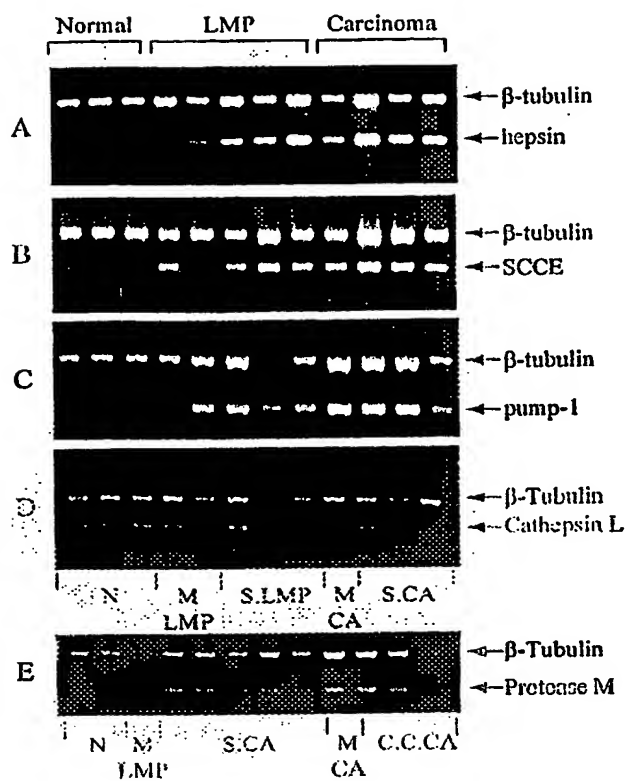 Normal LMP Carcinoma
A β-tubulin
hepsin
B β-tubulin
SCCE
C β-tubulin
pump-1
D β-Tubulin
Cathepsin L
N M S.LMP M S.CA
LMP CA
E β-Tubulin
Protease M
N M S.CA M C.C.CA
LMP CA